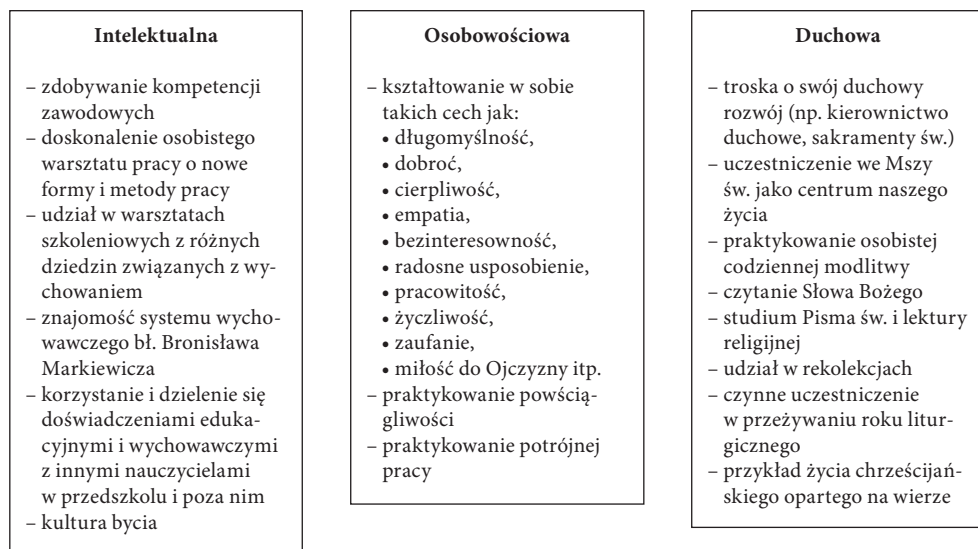 Intelektualna
– zdobywanie kompetencji
zawodowych
– doskonalenie osobistego
warsztatu pracy o nowe
formy i metody pracy
– udział w warsztatach
szkoleniowych z różnych
dziedzin związanych z wy-
chowaniem
– znajomość systemu wycho-
wawczego bł. Bronisława
Markiewicza
– korzystanie i dzielenie się
doświadczeniami eduka-
cyjnymi i wychowawczymi
z innymi nauczycielami
w przedszkolu i poza nim
– kultura bycia
Osobowościowa
– kształtowanie w sobie
takich cech jak:
• długomyślność,
• dobroć,
• cierpliwość,
• empatia,
• bezinteresowność,
• radosne usposobienie,
• pracowitość,
• życzliwość,
• zaufanie,
• miłość do Ojczyzny itp.
– praktykowanie powścią-
gliwości
– praktykowanie potrójnej
pracy
Duchowa
– troska o swój duchowy
rozwój (np. kierownictwo
duchowe, sakramenty św.)
– uczestniczenie we Mszy
św. jako centrum naszego
życia
– praktykowanie osobistej
codziennej modlitwy
– czytanie Słowa Bożego
– studium Pisma św. i lektury
religijnej
– udział w rekolekcjach
– czynne uczestniczenie
w przeżywaniu roku litur-
gicznego
– przykład życia chrześcijań-
skiego opartego na wierze